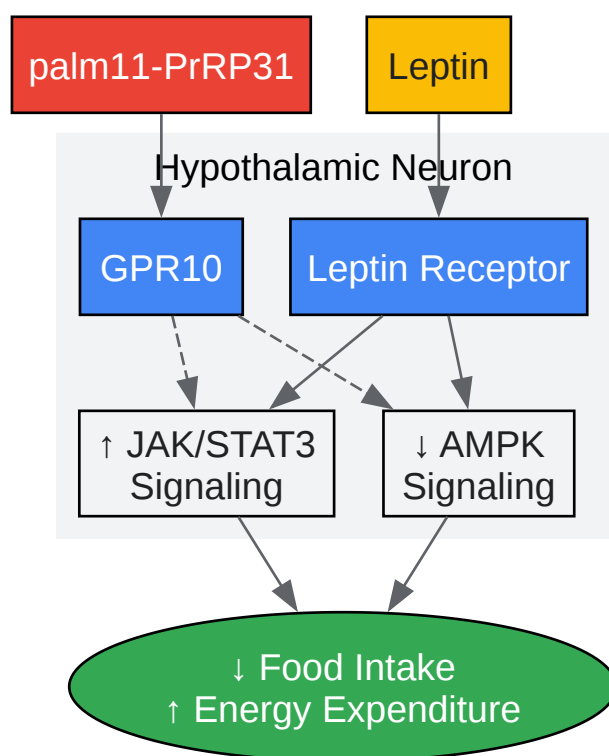 palm11-PrRP31
Leptin
Hypothalamic Neuron
GPR10
Leptin Receptor
↑ JAK/STAT3
Signaling
↓ AMPK
Signaling
↓ Food Intake
↑ Energy Expenditure